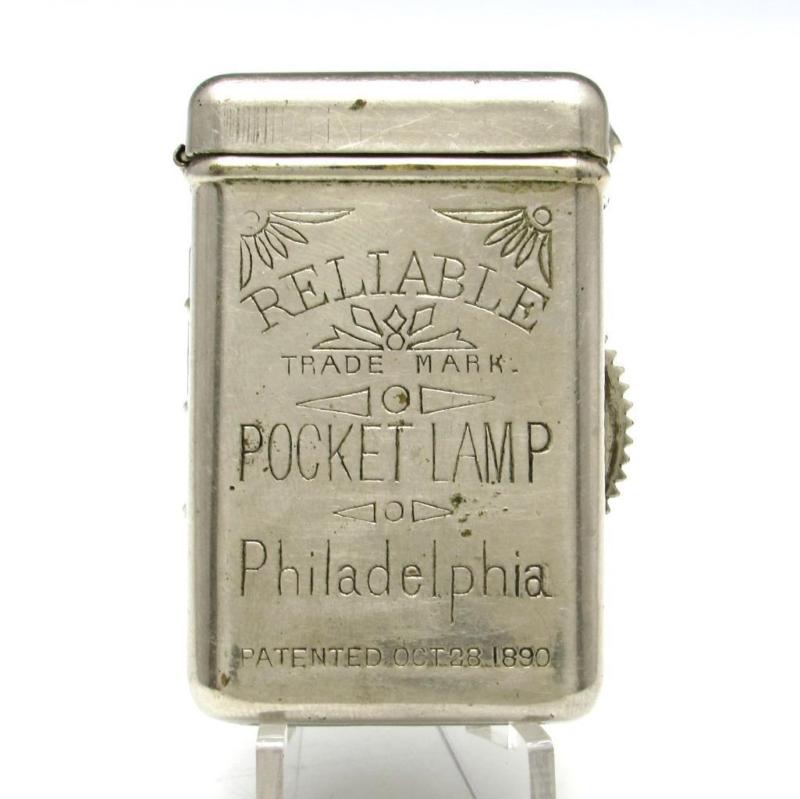 RELIABLE
TRADE MARK.
POCKET LAMP
Philadelphia
PATENTED OCT.28.1890